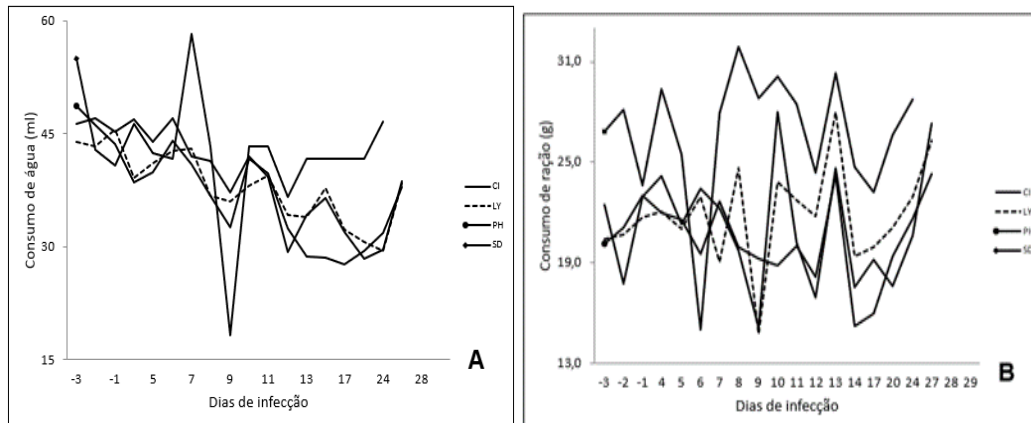 60
45
30
15
Consumo de água (ml)
-3 -1 5 7 9 11 13 17 24 28
Dias de infecção
CI
LY
PH
SD
A
31,0
25,0
19,0
13,0
Consumo de ração (g)
-3 -2 -1 4 5 6 7 8 9 10 11 12 13 14 17 20 24 27 28 29
Dias de infecção
CI
LY
B